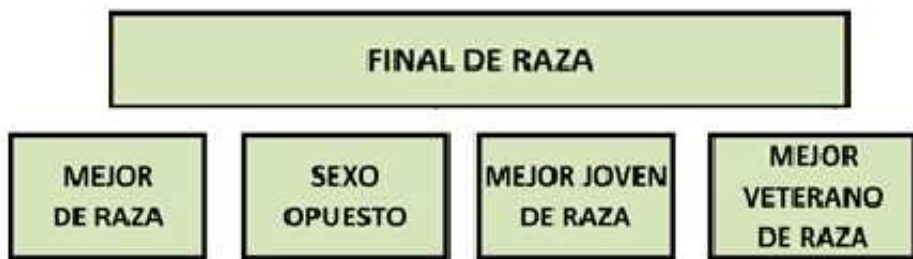 FINAL DE RAZA
MEJOR
DE RAZA
SEXO
OPUESTO
MEJOR JOVEN
DE RAZA
MEJOR
VETERANO
DE RAZA